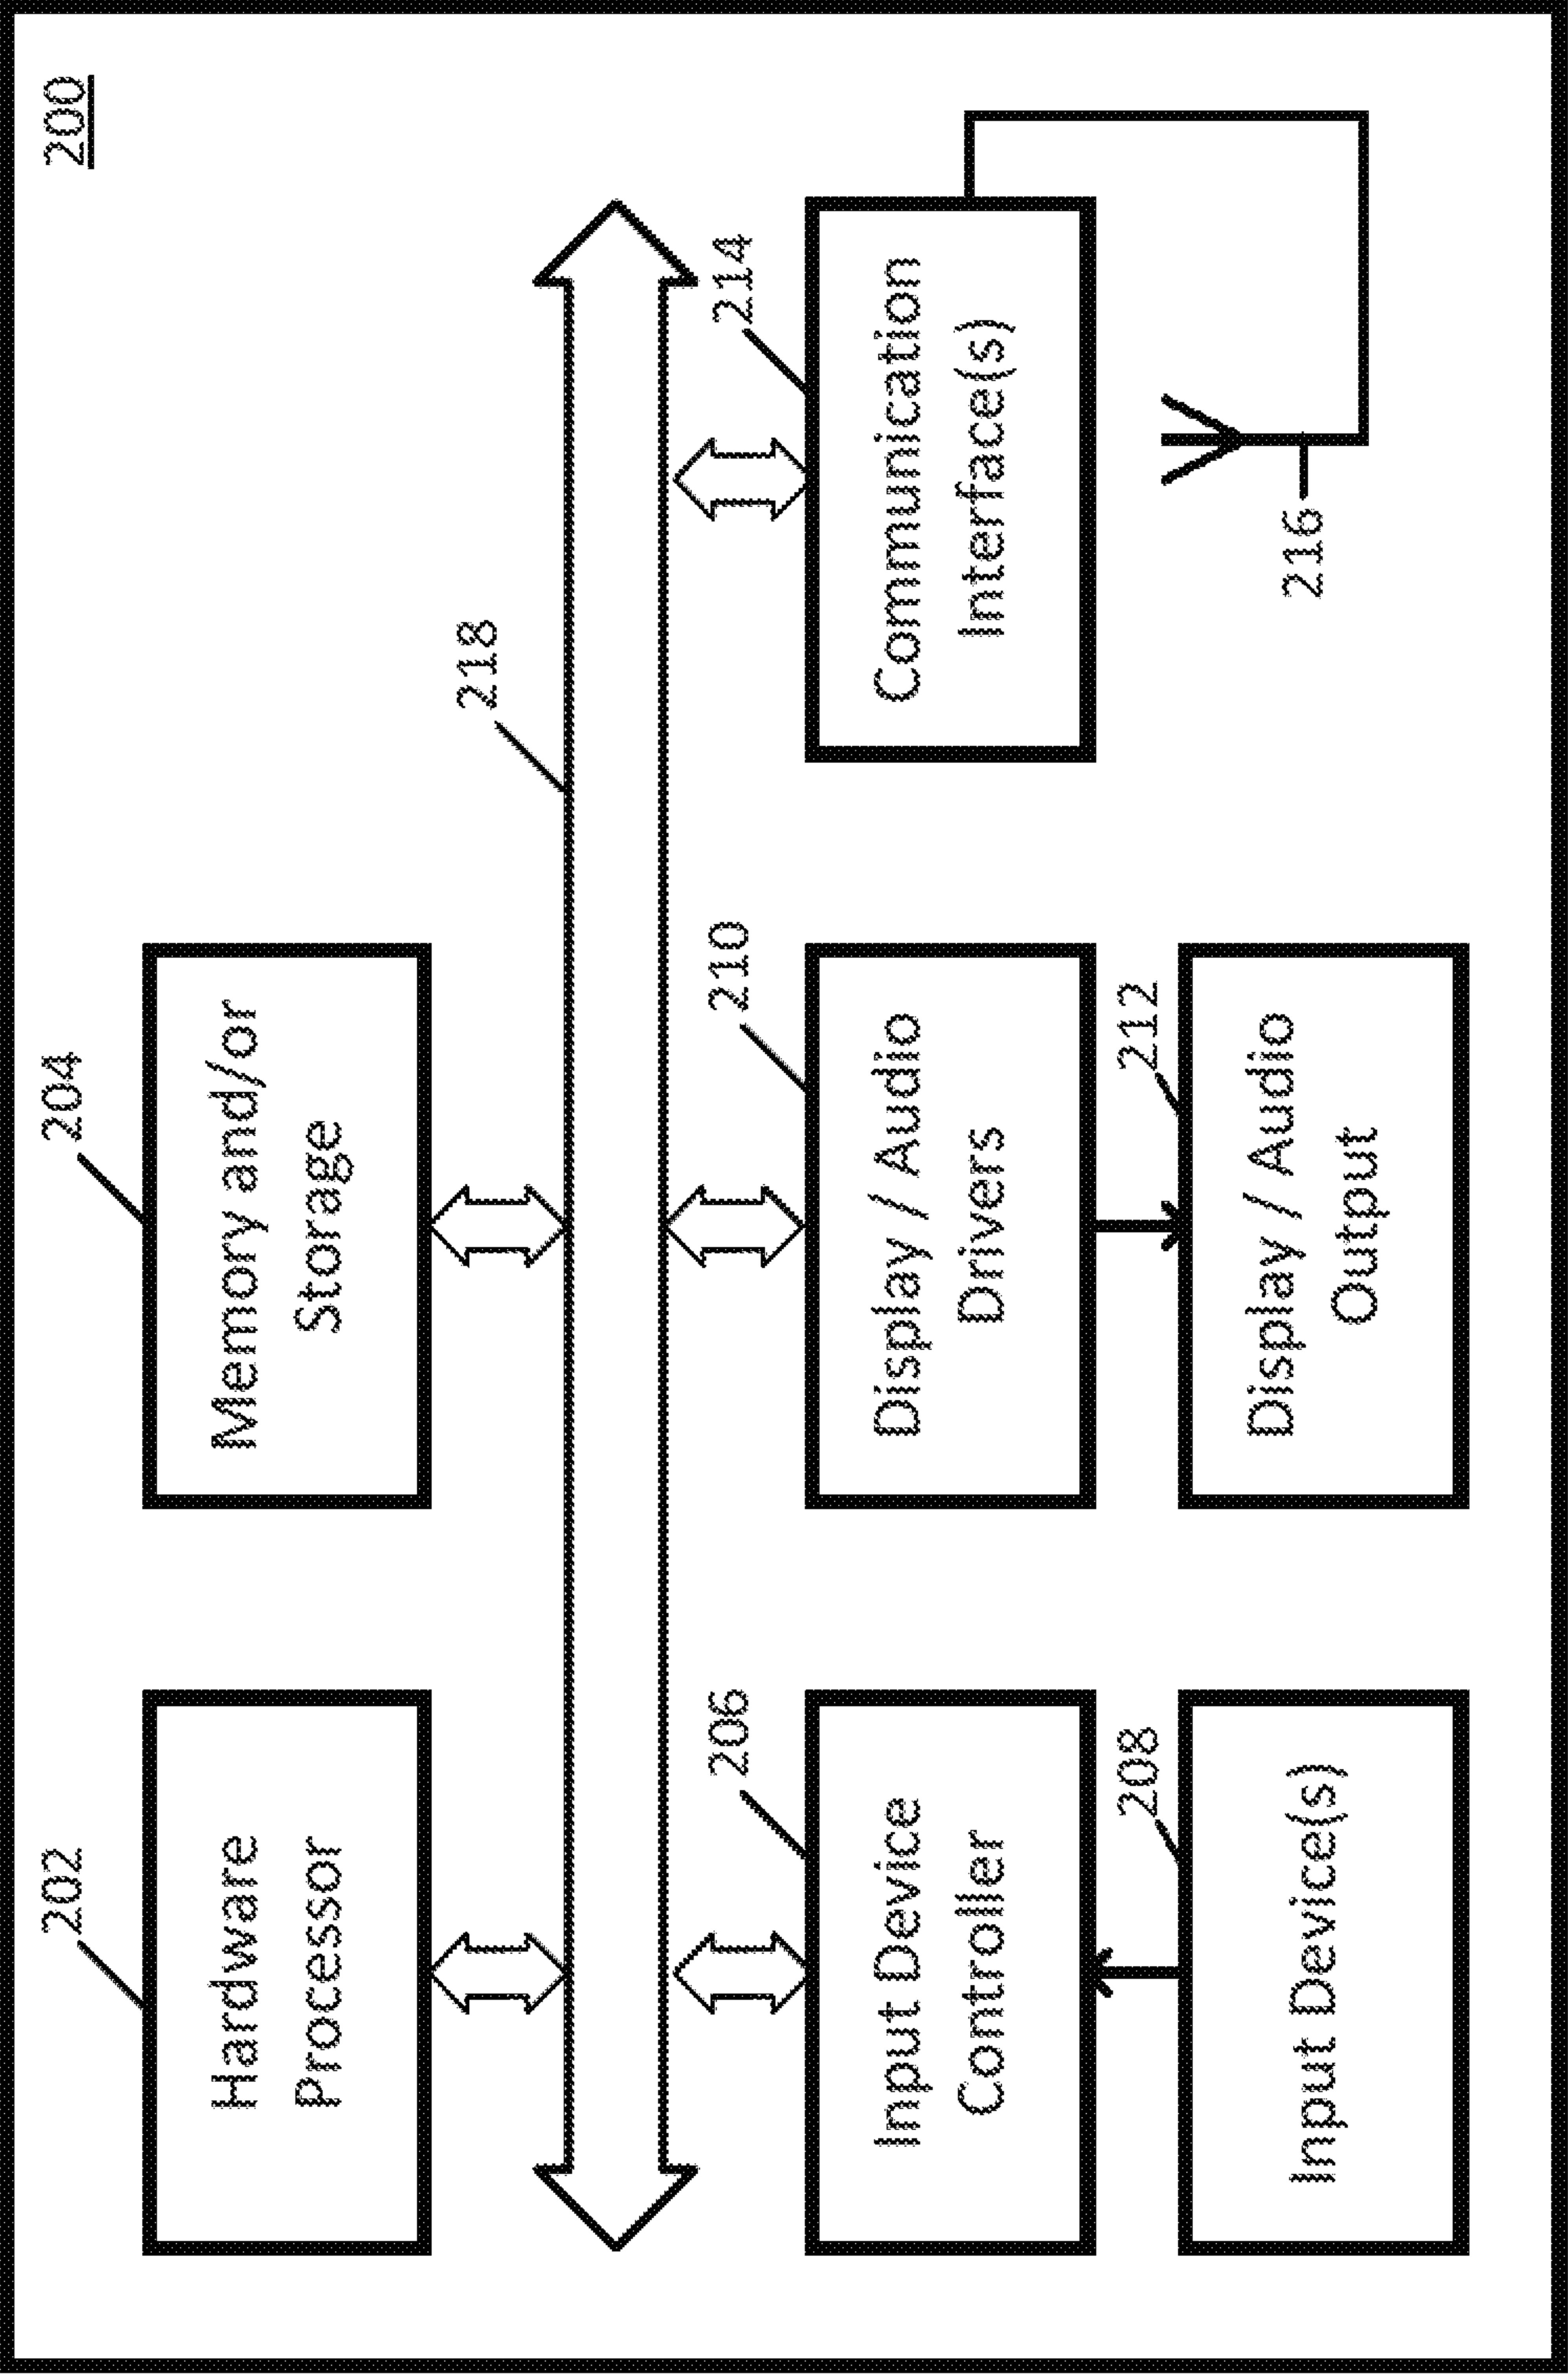 200
202
Hardware
Processor
204
Memory and/or
Storage
218
206
Input Device
Controller
210
Display / Audio
Drivers
214
Communication
Interface(s)
208
Input Device(s)
212
Display / Audio
Output
216